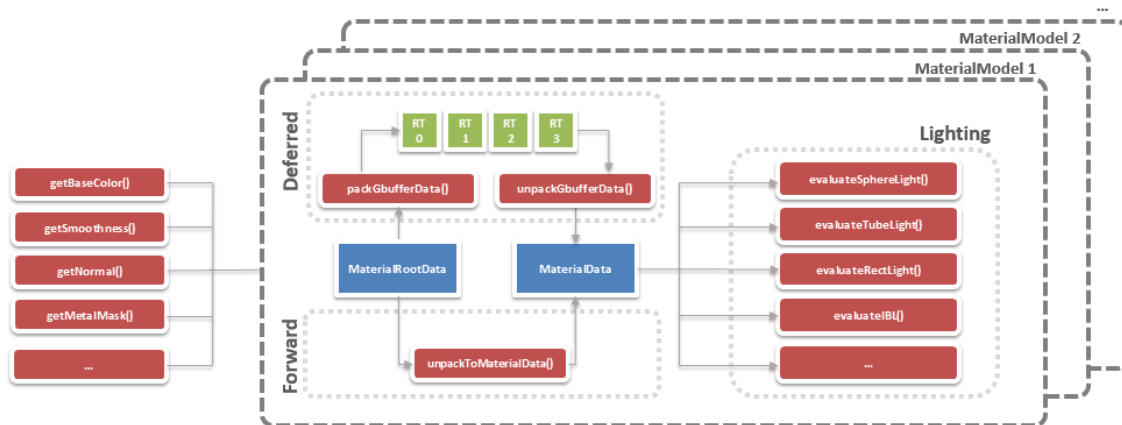 ...
MaterialModel 2
MaterialModel 1
Deferred
RT
0
RT
1
RT
2
RT
3
packGbufferData()
unpackGbufferData()
Lighting
getBaseColor()
getSmoothness()
getNormal()
getMetalMask()
...
MaterialRootData
MaterialData
Forward
unpackToMaterialData()
evaluateSphereLight()
evaluateTubeLight()
evaluateRectLight()
evaluateIBL()
...